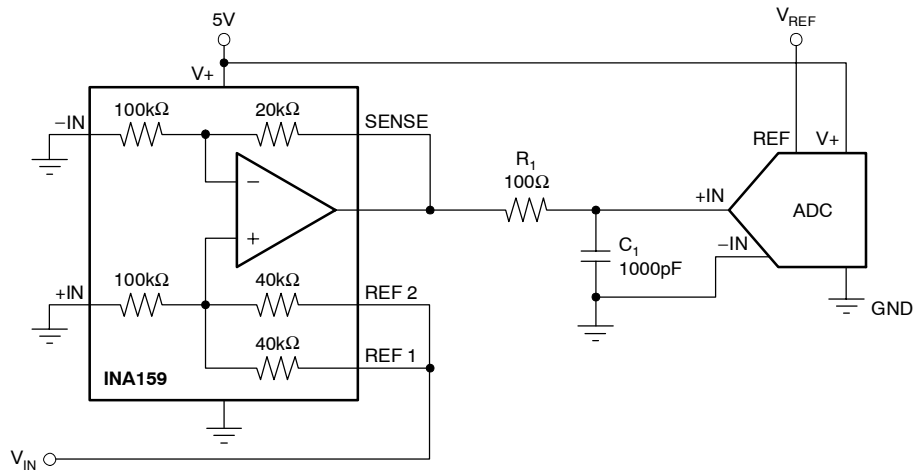 5V
V+
−IN
100kΩ
20kΩ
SENSE
+IN
100kΩ
40kΩ
REF 2
40kΩ
REF 1
INA159
VIN
R1
100Ω
C1
1000pF
VREF
REF
V+
+IN
ADC
−IN
GND
−
+